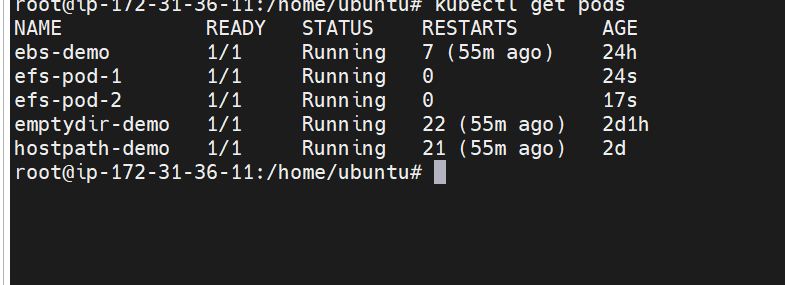 root@ip-172-31-36-11:/home/ubuntu# kubectl get pods
NAME            READY   STATUS    RESTARTS       AGE
ebs-demo        1/1     Running   7 (55m ago)    24h
efs-pod-1       1/1     Running   0              24s
efs-pod-2       1/1     Running   0              17s
emptydir-demo   1/1     Running   22 (55m ago)   2d1h
hostpath-demo   1/1     Running   21 (55m ago)   2d
root@ip-172-31-36-11:/home/ubuntu#